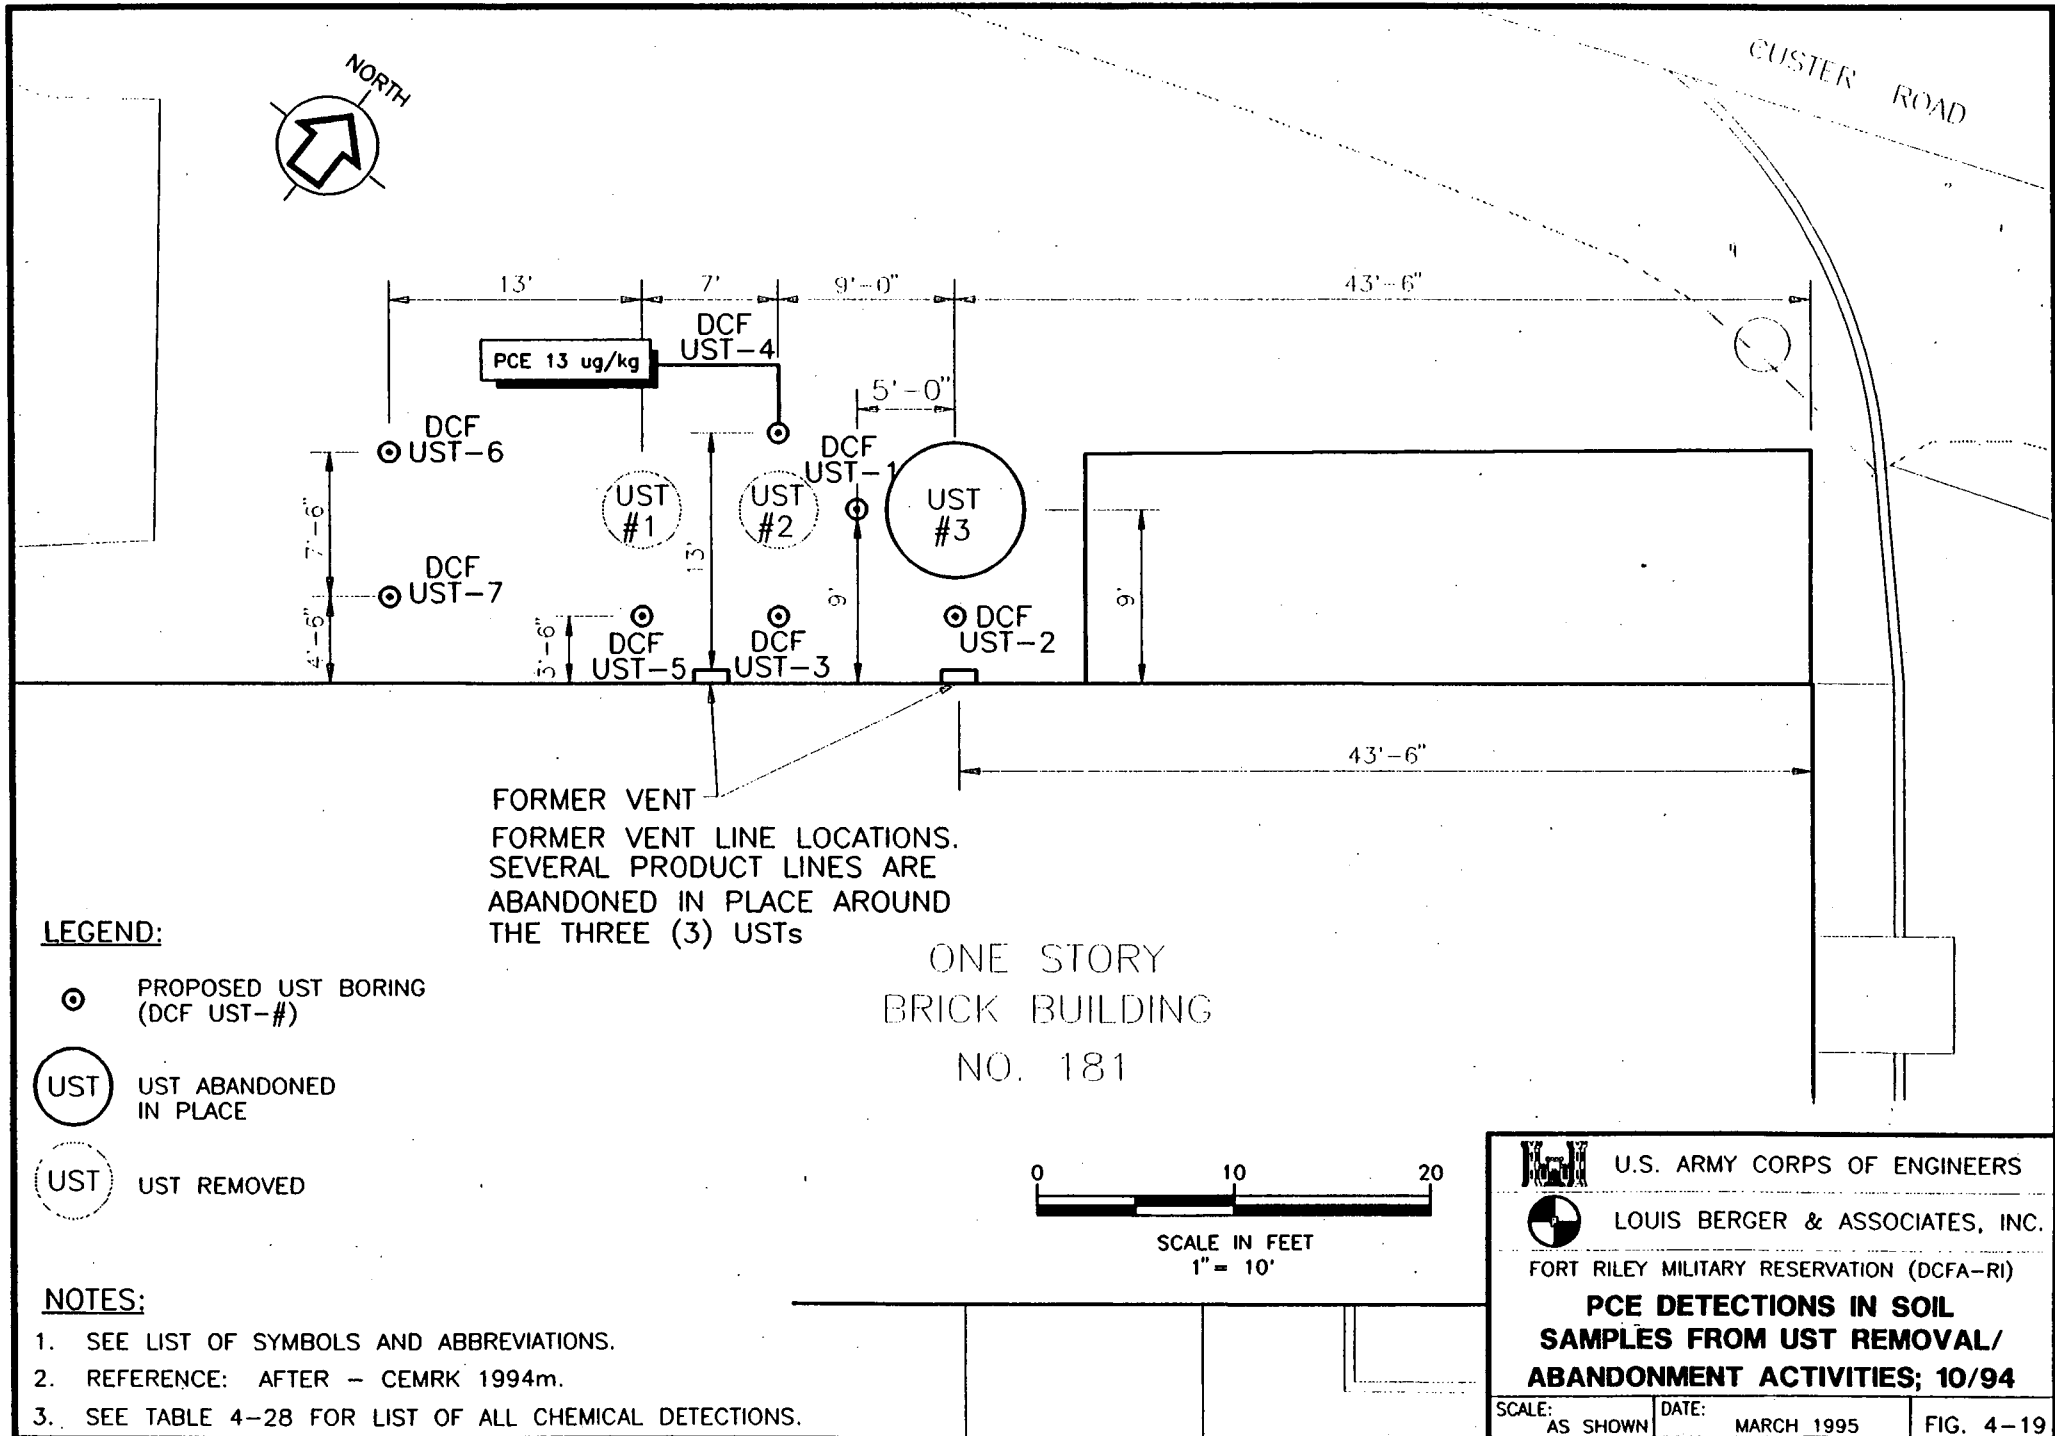 CUSTER ROAD
NORTH
13'
7'
9'-0"
43'-6"
DCF
UST-4
PCE 13 ug/kg
5'-0"
DCF
UST-6
DCF
UST-1
UST
#1
UST
#2
UST
#3
7'-6"
13'
DCF
UST-7
9'
9'
4'-6"
3'-6"
DCF
UST-5
DCF
UST-3
DCF
UST-2
43'-6"
FORMER VENT
FORMER VENT LINE LOCATIONS.
SEVERAL PRODUCT LINES ARE
ABANDONED IN PLACE AROUND
THE THREE (3) USTs
ONE STORY
BRICK BUILDING
NO. 181
LEGEND:
PROPOSED UST BORING
(DCF UST-#)
UST
UST ABANDONED
IN PLACE
UST
UST REMOVED
0 10 20
SCALE IN FEET
1"= 10'
NOTES:
1. SEE LIST OF SYMBOLS AND ABBREVIATIONS.
2. REFERENCE: AFTER - CEMRK 1994m.
3. SEE TABLE 4-28 FOR LIST OF ALL CHEMICAL DETECTIONS.
U.S. ARMY CORPS OF ENGINEERS
LOUIS BERGER & ASSOCIATES, INC.
FORT RILEY MILITARY RESERVATION (DCFA-RI)
PCE DETECTIONS IN SOIL
SAMPLES FROM UST REMOVAL/
ABANDONMENT ACTIVITIES; 10/94
SCALE: AS SHOWN
DATE: MARCH 1995
FIG. 4-19